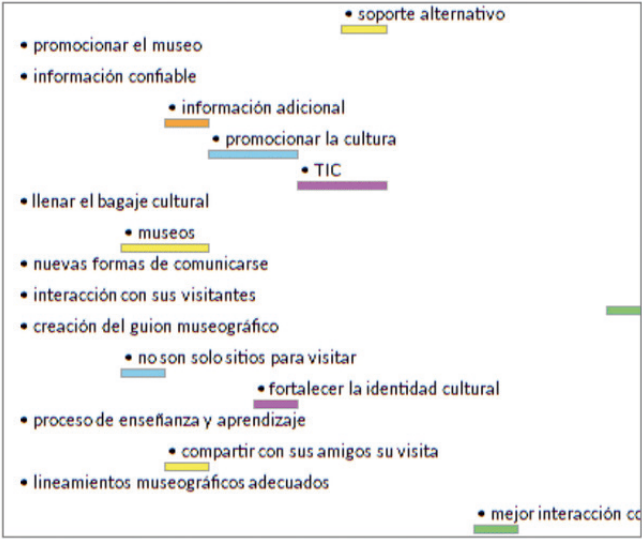 • soporte alternativo
• promocionar el museo
• información confiable
• información adicional
• promocionar la cultura
• TIC
• llenar el bagaje cultural
• museos
• nuevas formas de comunicarse
• interacción con sus visitantes
• creación del guion museográfico
• no son solo sitios para visitar
• fortalecer la identidad cultural
• proceso de enseñanza y aprendizaje
• compartir con sus amigos su visita
• lineamientos museográficos adecuados
• mejor interacción